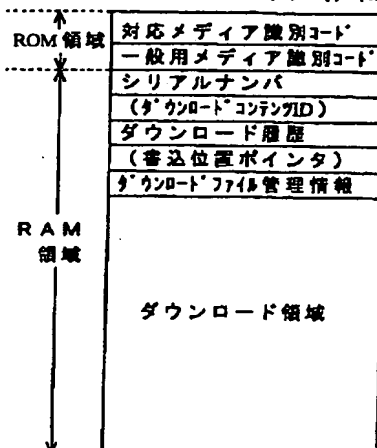 ROM領域
対応メディア識別コード
一般用メディア識別コード
シリアルナンバ
(ダウンロードコンテンツID)
ダウンロード履歴
(書込位置ポインタ)
ダウンロードファイル管理情報
RAM
領域
ダウンロード領域